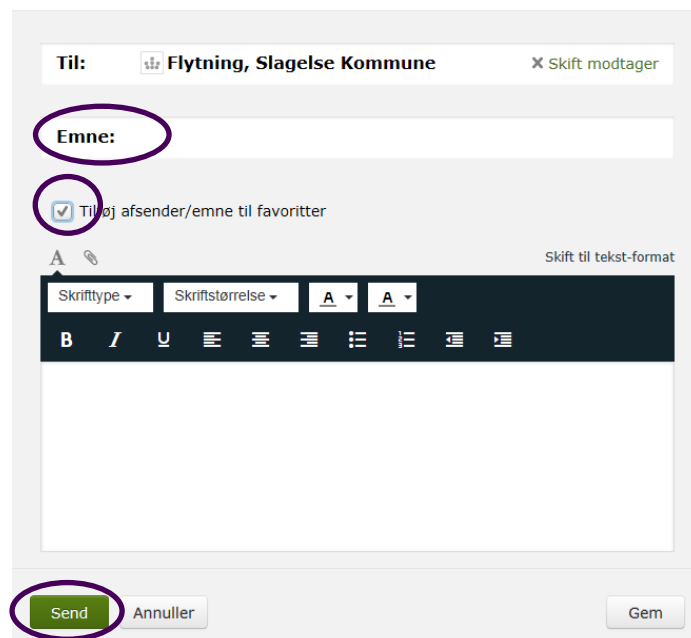 Til: Flytning, Slagelse Kommune Skift modtager
Emne:
Tilføj afsender/emne til favoritter
A Skift til tekst-format
Skrifttype Skriftstørrelse A A
B I U
Send Annuller Gem